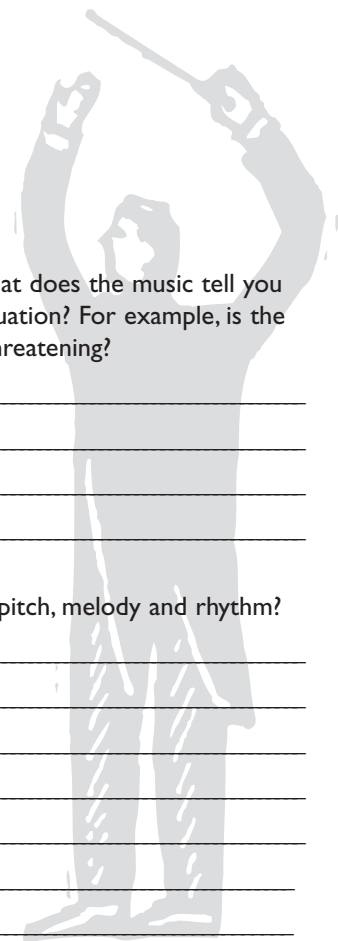 at does the music tell you
uation? For example, is the
hreatening?
pitch, melody and rhythm?